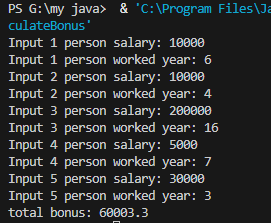 PS G:\my java>  & 'C:\Program Files\Ja
culateBonus'
Input 1 person salary: 10000
Input 1 person worked year: 6
Input 2 person salary: 10000
Input 2 person worked year: 4
Input 3 person salary: 200000
Input 3 person worked year: 16
Input 4 person salary: 5000
Input 4 person worked year: 7
Input 5 person salary: 30000
Input 5 person worked year: 3
total bonus: 60003.3